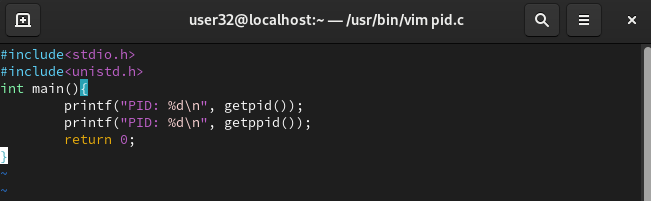 user32@localhost:~ — /usr/bin/vim pid.c
#include<stdio.h>
#include<unistd.h>
int main(){
        printf("PID: %d\n", getpid());
        printf("PID: %d\n", getppid());
        return 0;
}
~
~